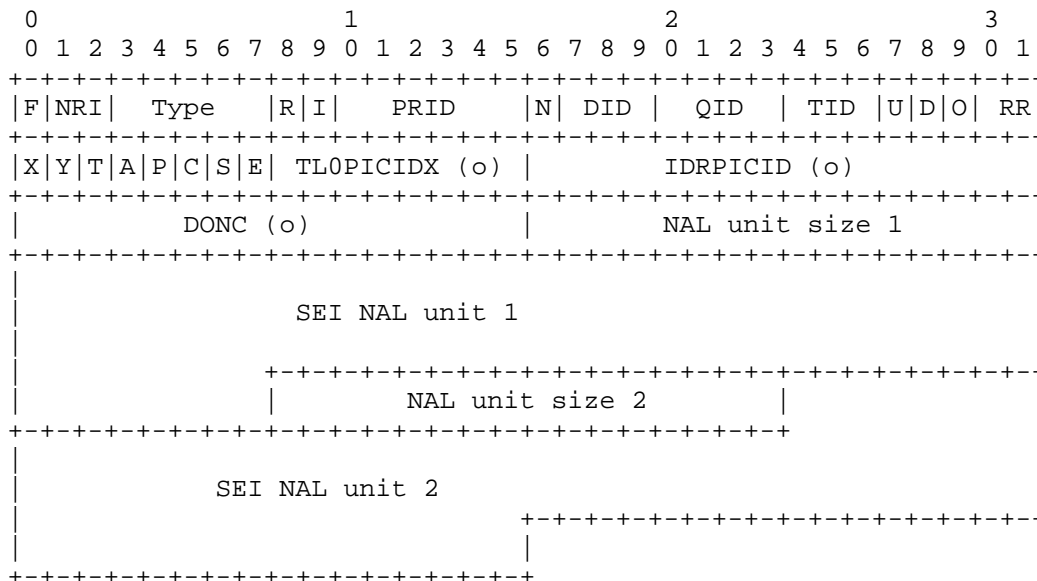 0                   1                   2                   3
 0 1 2 3 4 5 6 7 8 9 0 1 2 3 4 5 6 7 8 9 0 1 2 3 4 5 6 7 8 9 0 1
+-+-+-+-+-+-+-+-+-+-+-+-+-+-+-+-+-+-+-+-+-+-+-+-+-+-+-+-+-+-+-+--
|F|NRI|  Type   |R|I|   PRID    |N| DID |  QID  | TID |U|D|O| RR
+-+-+-+-+-+-+-+-+-+-+-+-+-+-+-+-+-+-+-+-+-+-+-+-+-+-+-+-+-+-+-+--
|X|Y|T|A|P|C|S|E| TL0PICIDX (o) |        IDRPICID (o)
+-+-+-+-+-+-+-+-+-+-+-+-+-+-+-+-+-+-+-+-+-+-+-+-+-+-+-+-+-+-+-+--
|          DONC (o)             |        NAL unit size 1
+-+-+-+-+-+-+-+-+-+-+-+-+-+-+-+-+-+-+-+-+-+-+-+-+-+-+-+-+-+-+-+--
|
|                 SEI NAL unit 1
|
|               +-+-+-+-+-+-+-+-+-+-+-+-+-+-+-+-+-+-+-+-+-+-+-+--
|               |        NAL unit size 2        |
+-+-+-+-+-+-+-+-+-+-+-+-+-+-+-+-+-+-+-+-+-+-+-+-+
|
|            SEI NAL unit 2
|                               +-+-+-+-+-+-+-+-+-+-+-+-+-+-+-+--
|                               |
+-+-+-+-+-+-+-+-+-+-+-+-+-+-+-+-+